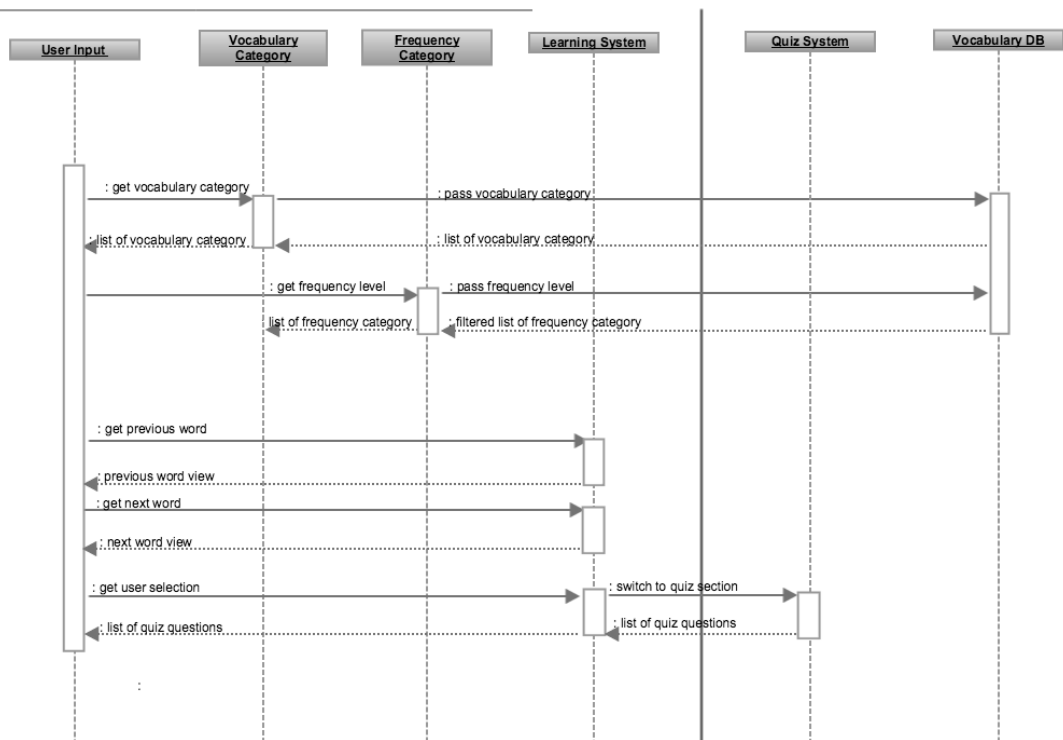 User Input
Vocabulary
Category
Frequency
Category
Learning System
Quiz System
Vocabulary DB
: get vocabulary category
: pass vocabulary category
: list of vocabulary category
: list of vocabulary category
: get frequency level
: pass frequency level
list of frequency category
: filtered list of frequency category
: get previous word
: previous word view
: get next word
: next word view
: get user selection
: switch to quiz section
: list of quiz questions
: list of quiz questions
: